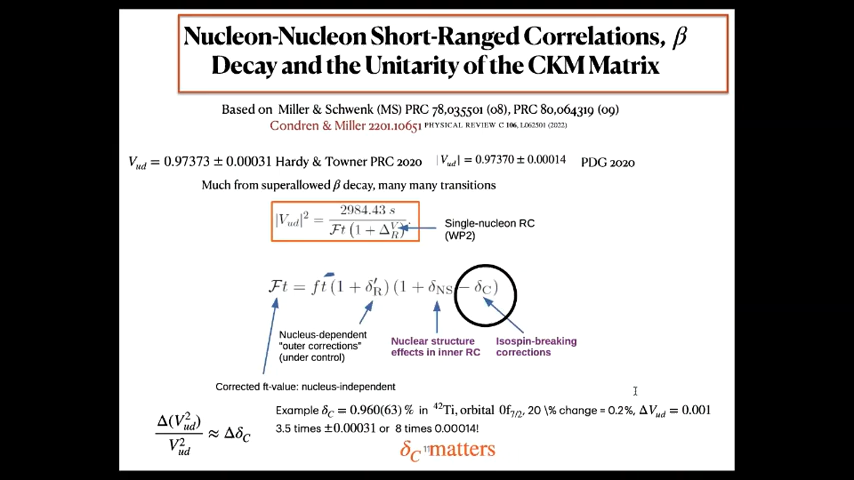 Nucleon-Nucleon Short-Ranged Correlations, β
Decay and the Unitarity of the CKM Matrix
Based on Miller & Schwenk (MS) PRC 78,035501 (08), PRC 80,064319 (09)
Condren & Miller 2201.10651 PHYSICAL REVIEW C 106, L062501 (2022)
V_ud = 0.97373 ± 0.00031 Hardy & Towner PRC 2020 |V_ud| = 0.97370 ± 0.00014 PDG 2020
Much from superallowed β decay, many many transitions
|V_ud|² = 2984.43 s / ℱt (1 + Δ_R^V)
Single-nucleon RC
(WP2)
ℱt = ft (1 + δ′_R) (1 + δ_NS − δ_C)
Nucleus-dependent
"outer corrections"
(under control)
Nuclear structure
effects in inner RC
Isospin-breaking
corrections
Corrected ft-value: nucleus-independent
Δ(V_ud²) / V_ud² ≈ Δδ_C
Example δ_C = 0.960(63) % in ⁴²Ti, orbital 0f_7/2, 20 \% change = 0.2%, ΔV_ud = 0.001
3.5 times ±0.00031 or 8 times 0.00014!
δ_C matters